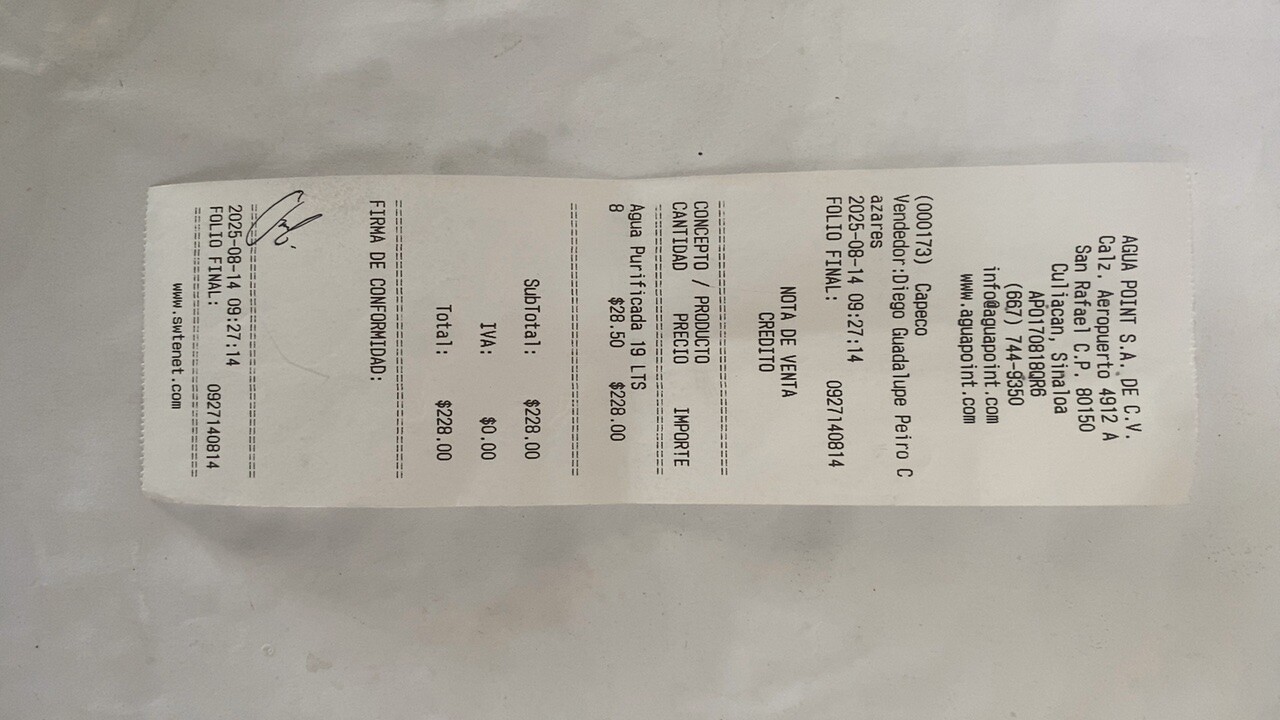 AGUA POINT S.A. DE C.V.
Calz. Aeropuerto 4912 A
San Rafael C.P. 80150
Culiacan, Sinaloa
APO170818QR6
(667) 744-9350
info@aguapoint.com
www.aguapoint.com
(000173) Capeco
Vendedor:Diego Guadalupe Peiro C
azares
2025-08-14 09:27:14
FOLIO FINAL: 0927140814
NOTA DE VENTA
CREDITO
CONCEPTO / PRODUCTO
CANTIDAD PRECIO IMPORTE
Agua Purificada 19 LTS
8 $28.50 $228.00
SubTotal: $228.00
IVA: $0.00
Total: $228.00
FIRMA DE CONFORMIDAD:
2025-08-14 09:27:14
FOLIO FINAL: 0927140814
www.swtenet.com